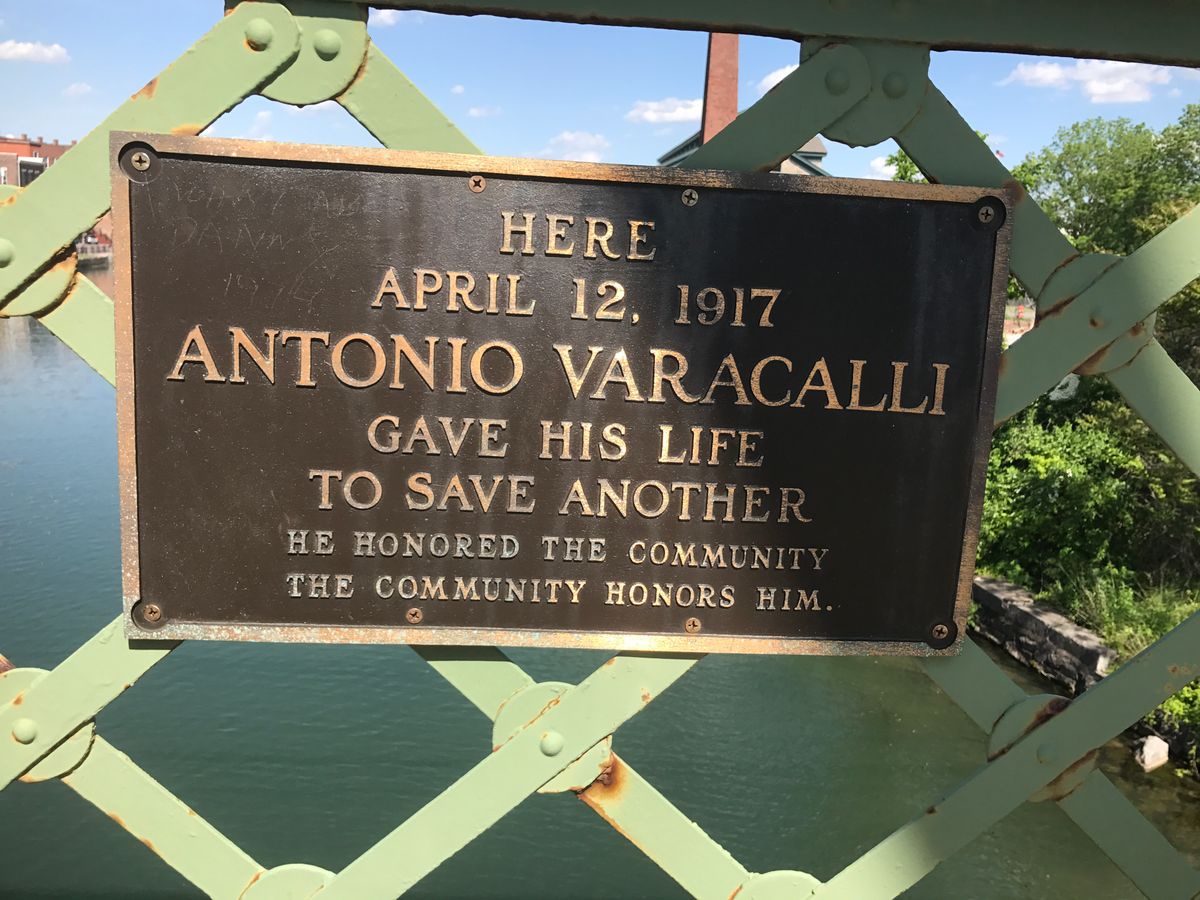 HERE
APRIL 12, 1917
ANTONIO VARACALLI
GAVE HIS LIFE
TO SAVE ANOTHER
HE HONORED THE COMMUNITY
THE COMMUNITY HONORS HIM.